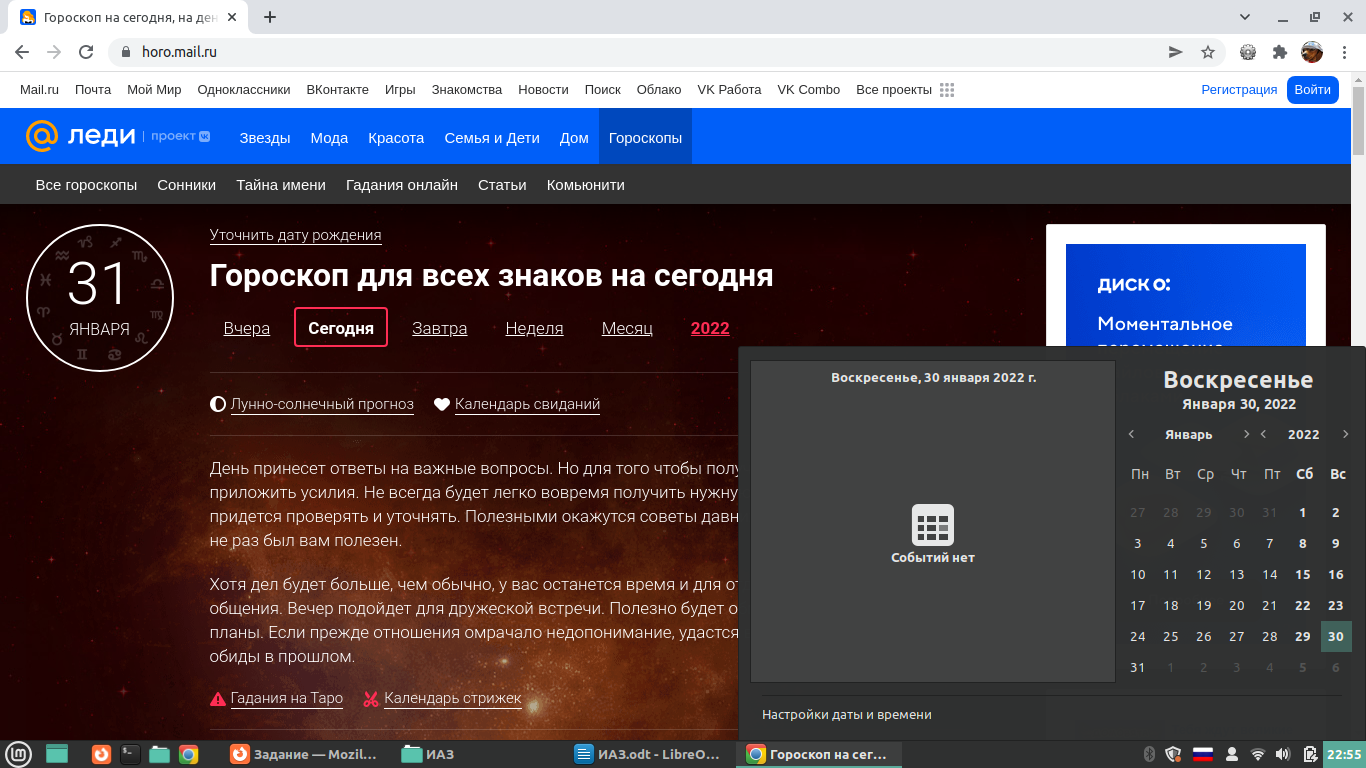 Гороскоп на сегодня, на ден
horo.mail.ru
Mail.ru Почта Мой Мир Одноклассники ВКонтакте Игры Знакомства Новости Поиск Облако VK Работа VK Combo Все проекты Регистрация Войти
леди проект Звезды Мода Красота Семья и Дети Дом Гороскопы
Все гороскопы Сонники Тайна имени Гадания онлайн Статьи Комьюнити
31
ЯНВАРЯ
Уточнить дату рождения
Гороскоп для всех знаков на сегодня
Вчера Сегодня Завтра Неделя Месяц 2022
Лунно-солнечный прогноз Календарь свиданий
День принесет ответы на важные вопросы. Но для того чтобы
приложить усилия. Не всегда будет легко вовремя получить
придется проверять и уточнять. Полезными окажутся советы
не раз был вам полезен.
Хотя дел будет больше, чем обычно, у вас останется время и для
общения. Вечер подойдет для дружеской встречи. Полезно будет
планы. Если прежде отношения омрачало недопонимание, удастся
обиды в прошлом.
Гадания на Таро Календарь стрижек
диск о:
Моментальное
Воскресенье, 30 января 2022 г.
Событий нет
Воскресенье
Января 30, 2022
Январь 2022
Пн Вт Ср Чт Пт Сб Вс
27 28 29 30 31 1 2
3 4 5 6 7 8 9
10 11 12 13 14 15 16
17 18 19 20 21 22 23
24 25 26 27 28 29 30
31 1 2 3 4 5 6
Настройки даты и времени
Задание — Mozil... ИАЗ ИАЗ.odt - LibreO... Гороскоп на сег... 22:55